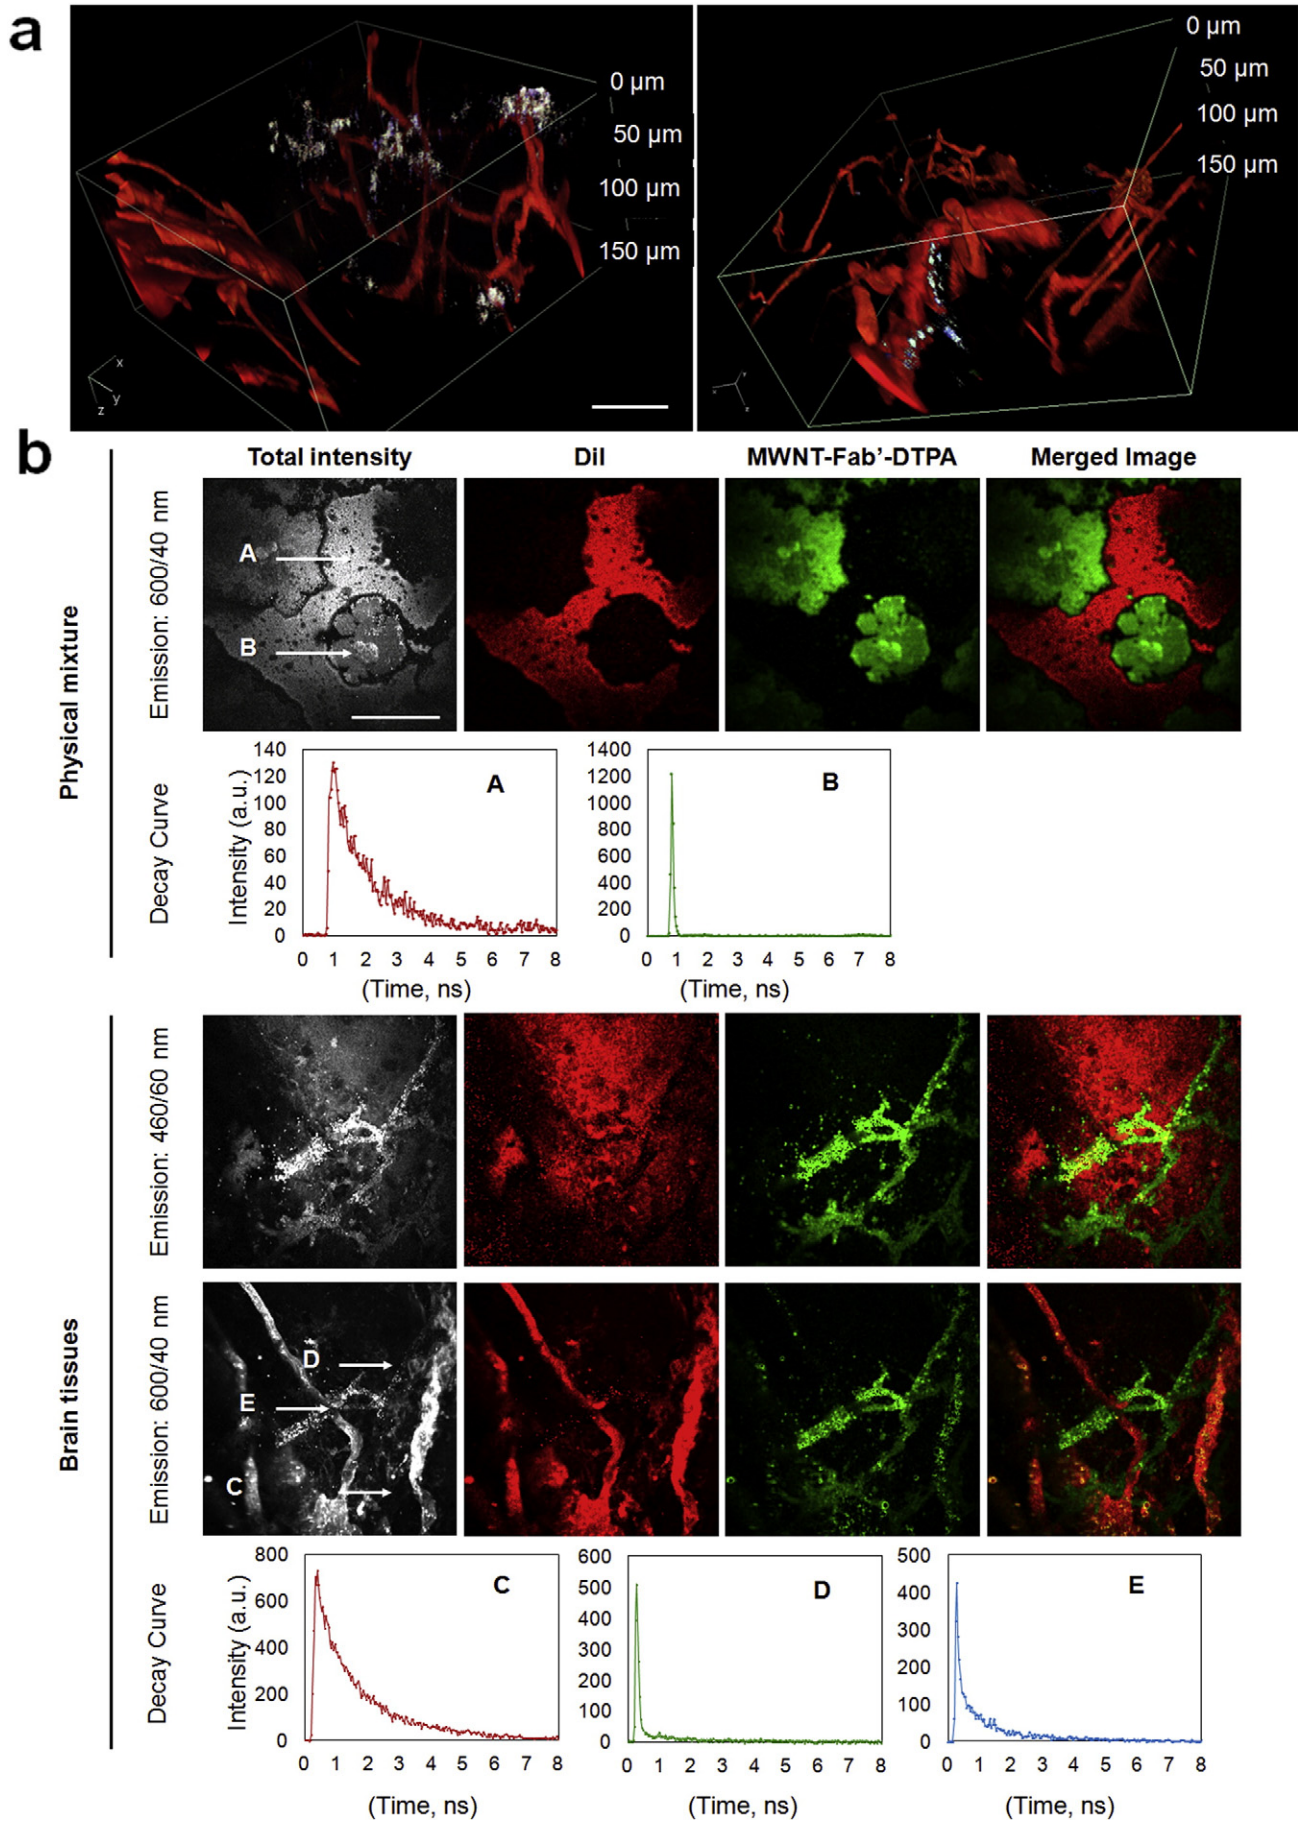 a
0 µm
50 µm
100 µm
150 µm
x
y
z
0 µm
50 µm
100 µm
150 µm
b
Total intensity
DiI
MWNT-Fab’-DTPA
Merged Image
Physical mixture
Emission: 600/40 nm
A
B
Decay Curve
Intensity (a.u.)
140
120
100
80
60
40
20
0
A
0 1 2 3 4 5 6 7 8
(Time, ns)
1400
1200
1000
800
600
400
200
0
B
0 1 2 3 4 5 6 7 8
(Time, ns)
Brain tissues
Emission: 460/60 nm
Emission: 600/40 nm
D
E
C
Decay Curve
Intensity (a.u.)
800
600
400
200
0
C
0 1 2 3 4 5 6 7 8
(Time, ns)
600
500
400
300
200
100
0
D
0 1 2 3 4 5 6 7 8
(Time, ns)
500
400
300
200
100
0
E
0 1 2 3 4 5 6 7 8
(Time, ns)